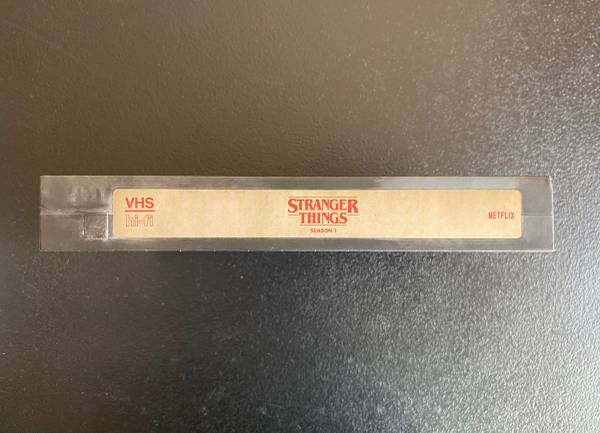 VHS
hi-fi
STRANGER
THINGS
SEASON 1
NETFLIX